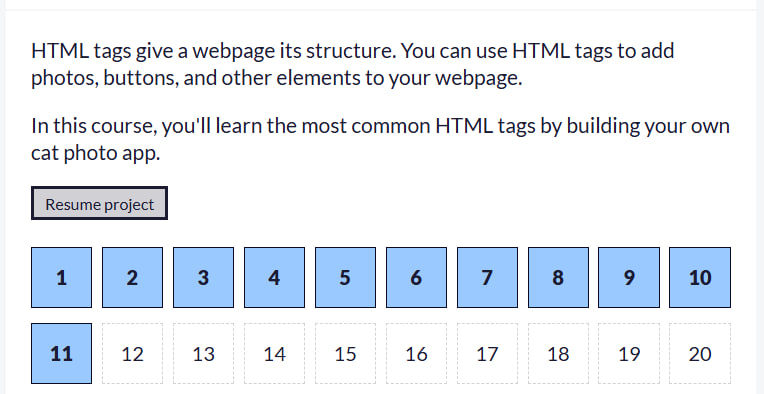 HTML tags give a webpage its structure. You can use HTML tags to add
photos, buttons, and other elements to your webpage.
In this course, you'll learn the most common HTML tags by building your own
cat photo app.
Resume project
1 2 3 4 5 6 7 8 9 10
11 12 13 14 15 16 17 18 19 20